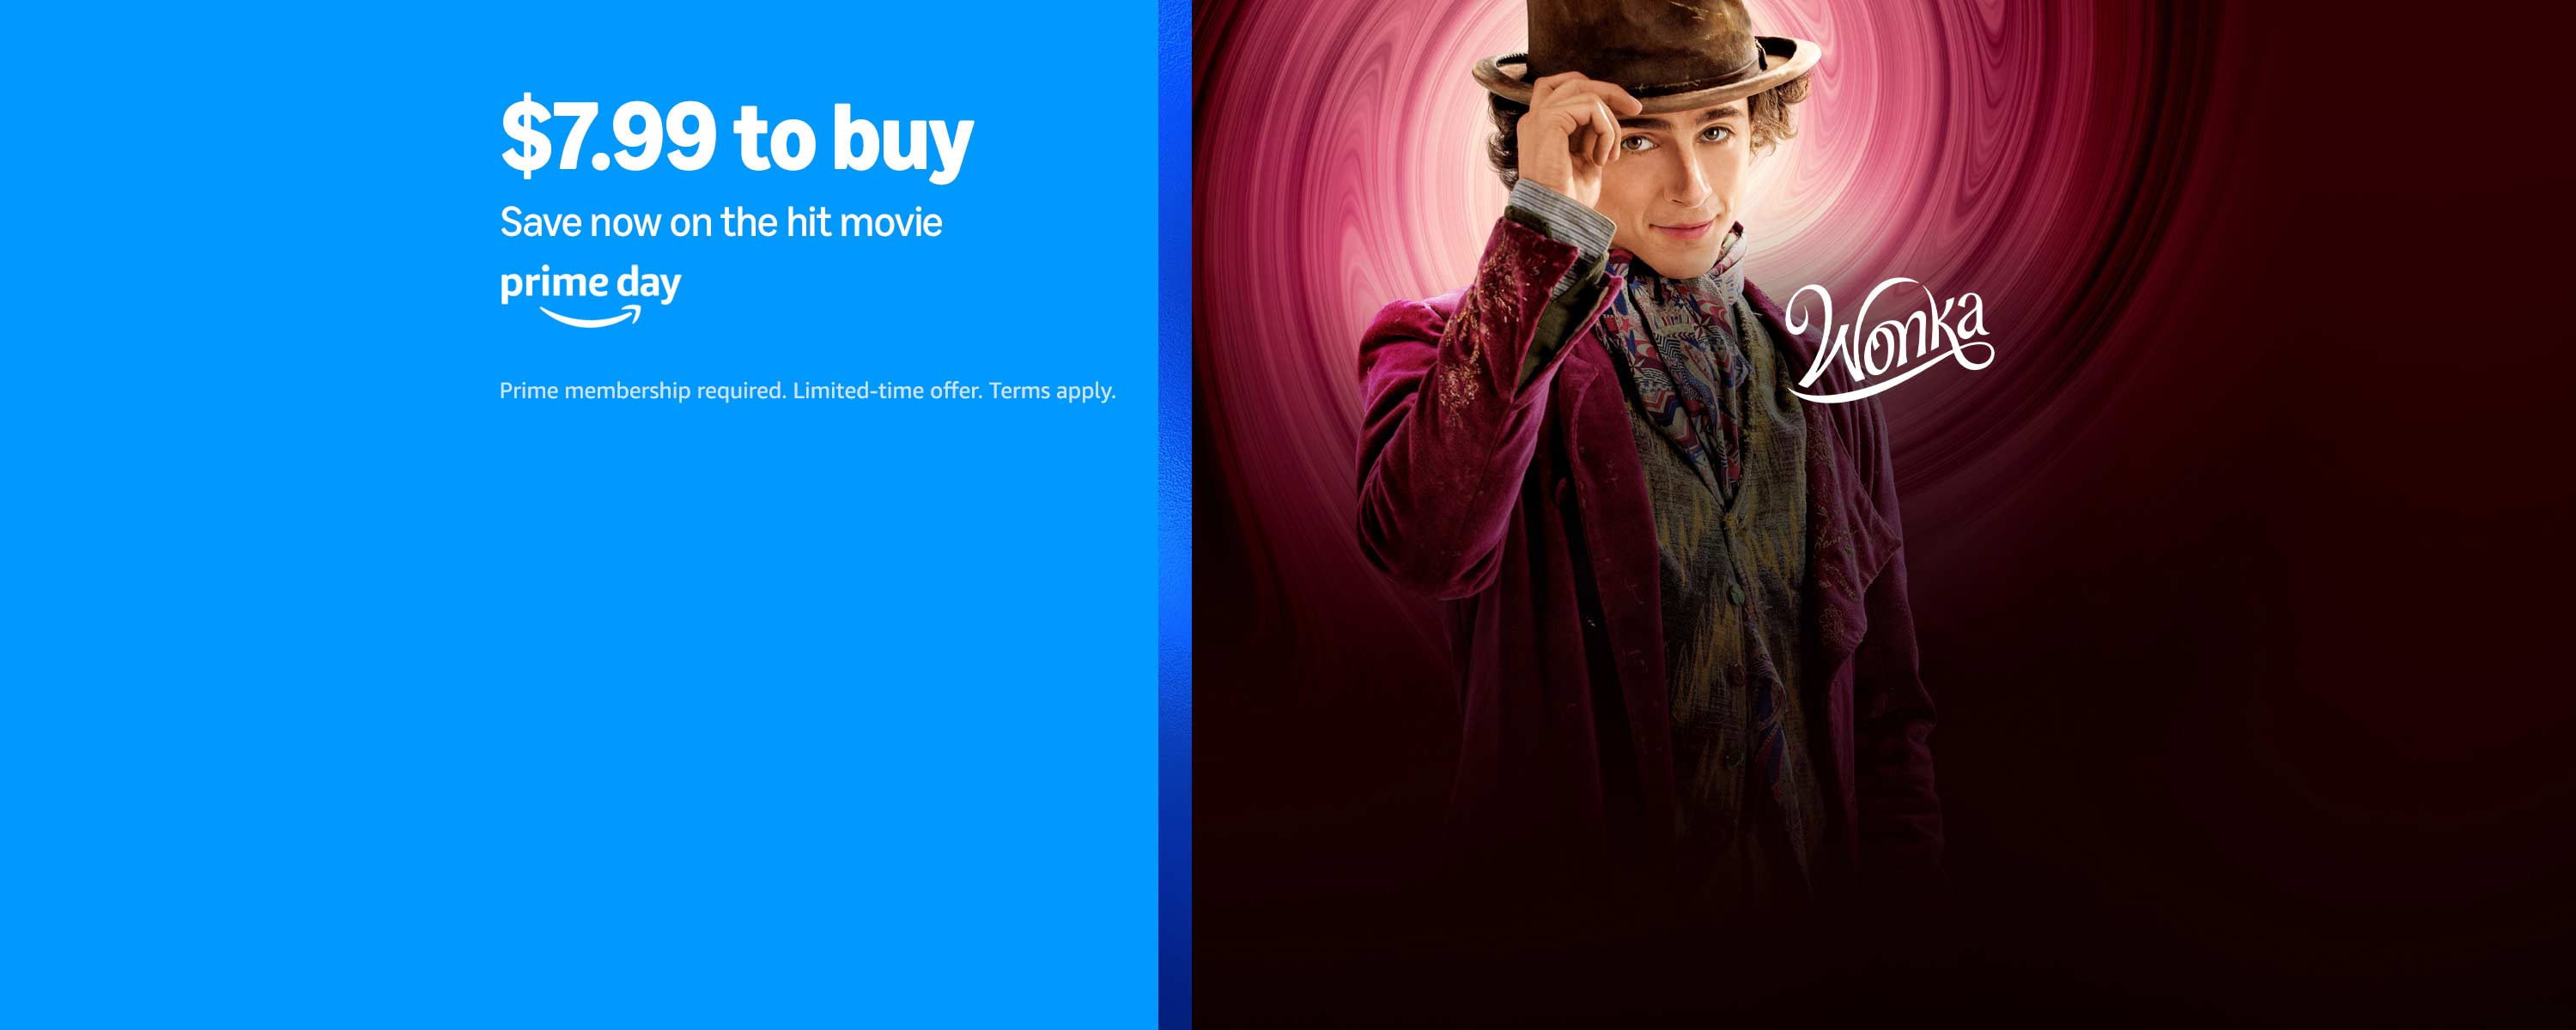 $7.99 to buy
Save now on the hit movie
prime day
Prime membership required. Limited-time offer. Terms apply.
Wonka